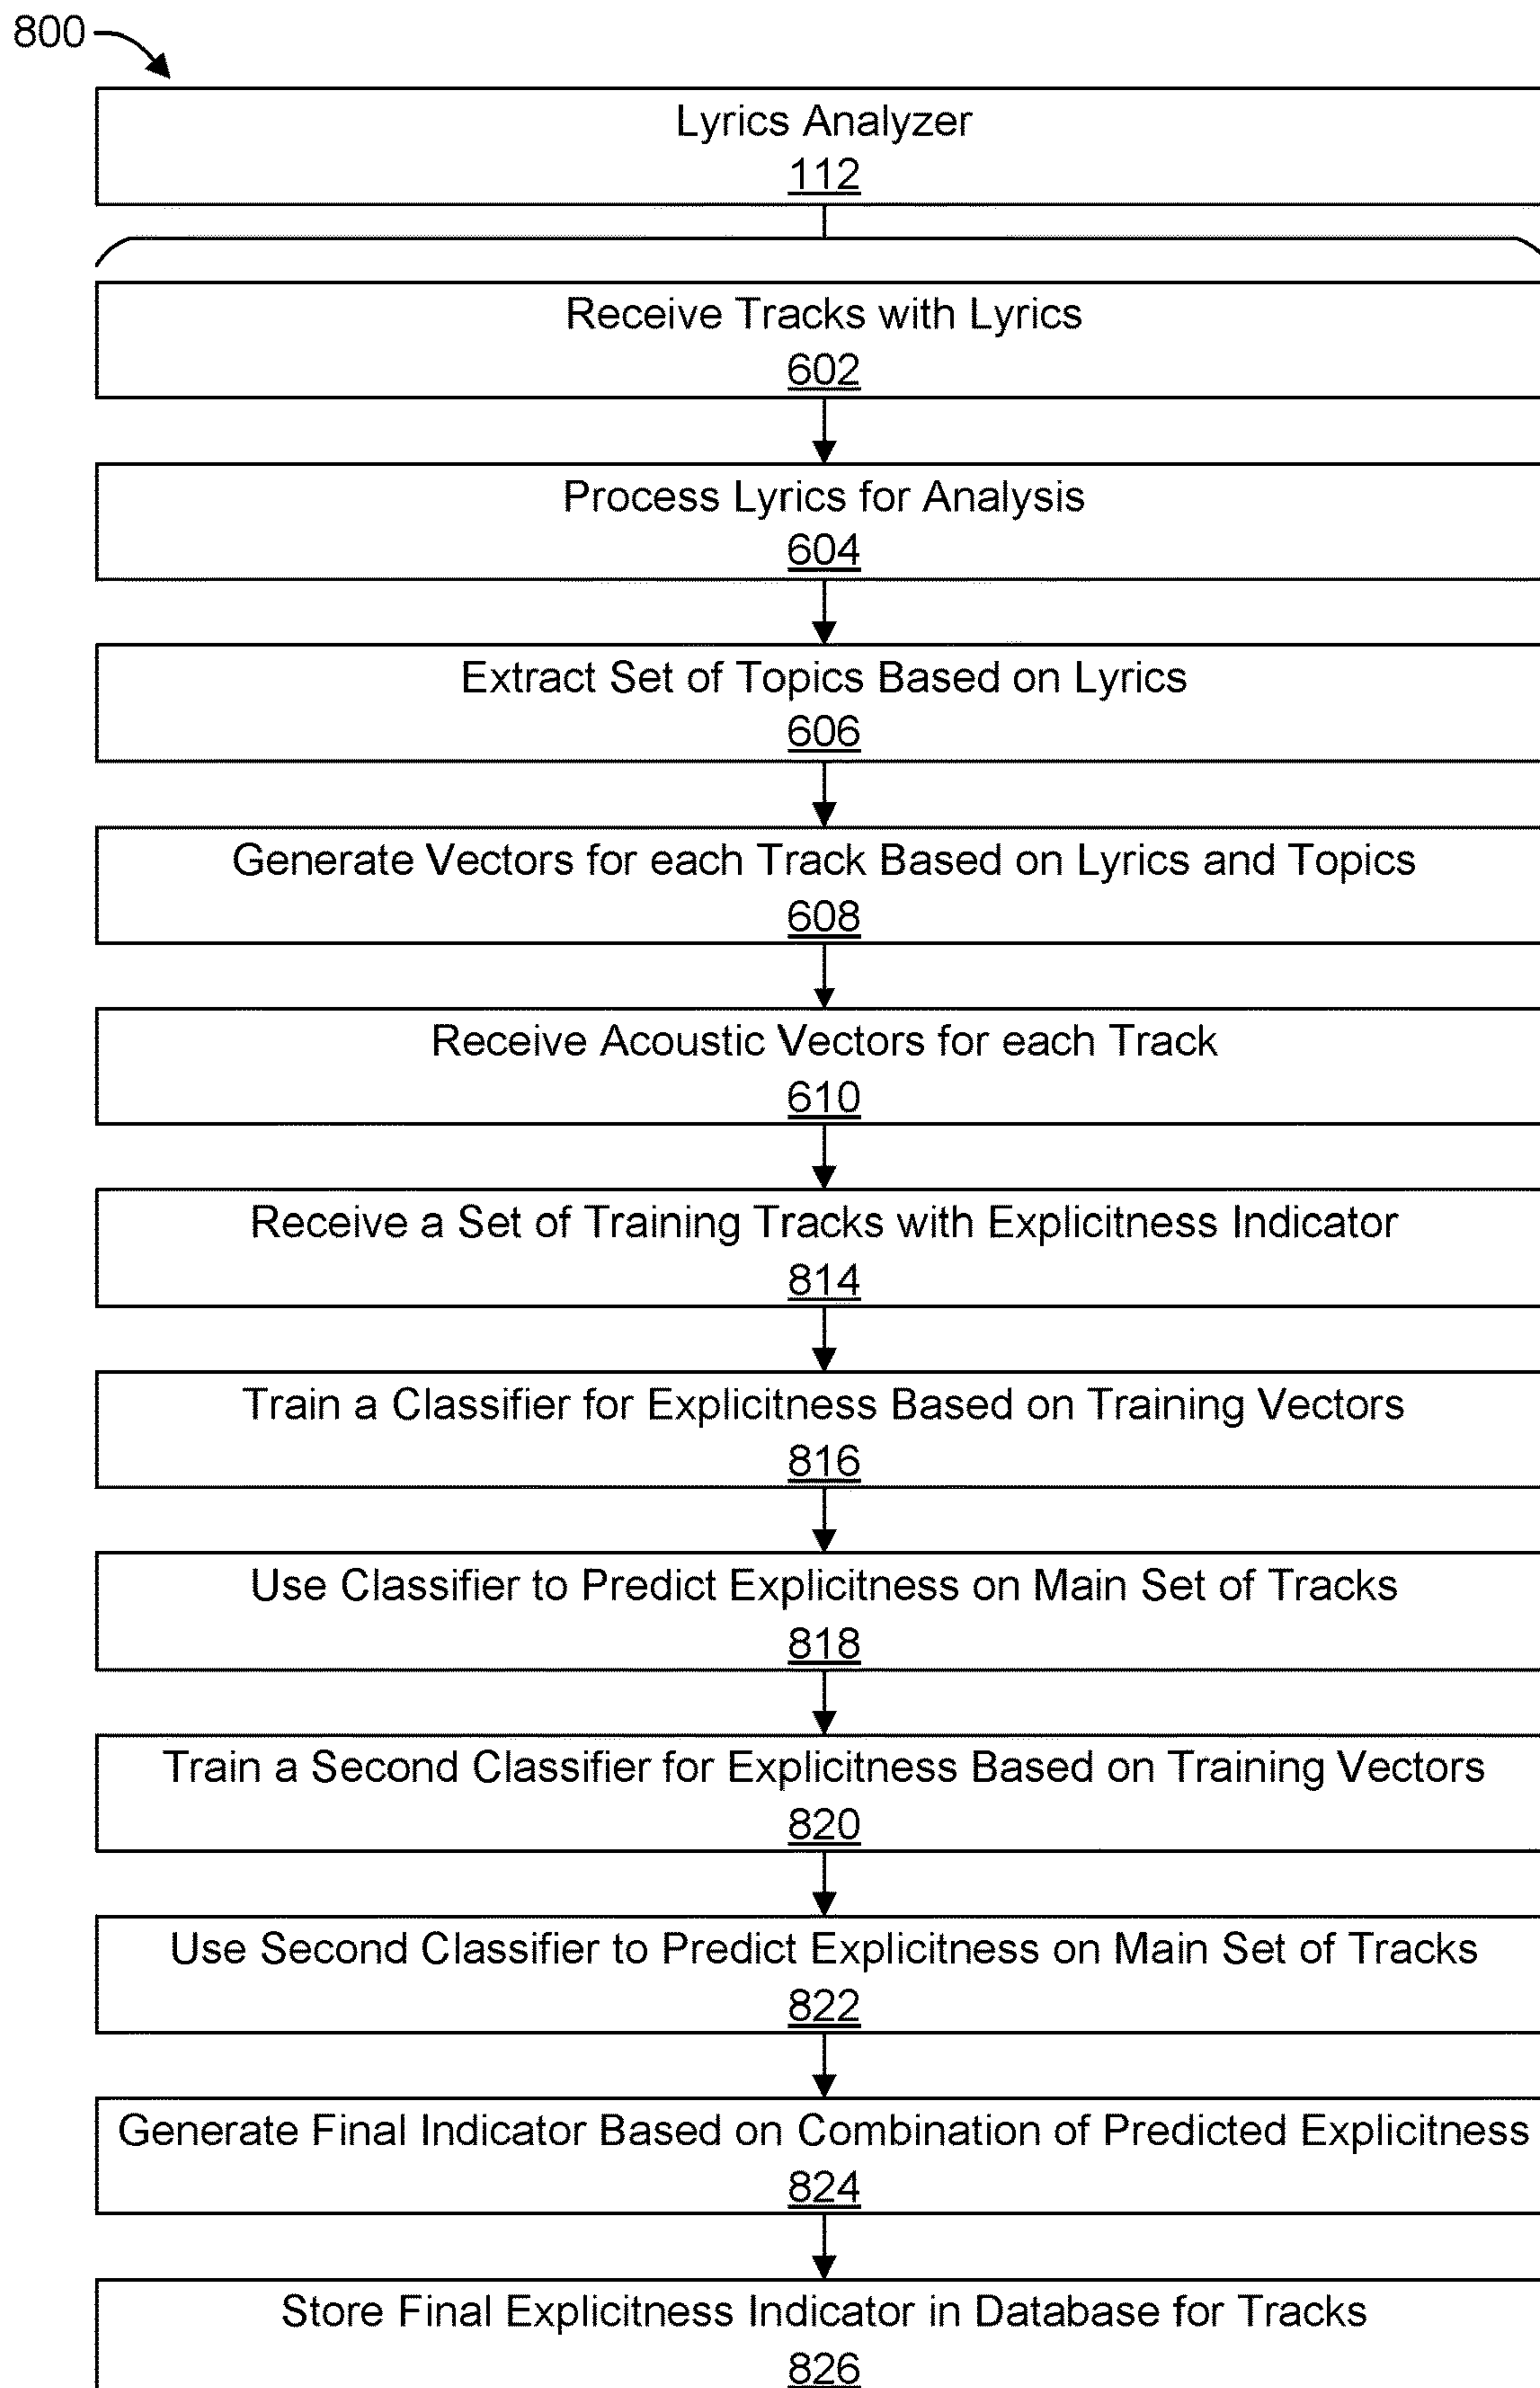 800
Lyrics Analyzer
112
Receive Tracks with Lyrics
602
Process Lyrics for Analysis
604
Extract Set of Topics Based on Lyrics
606
Generate Vectors for each Track Based on Lyrics and Topics
608
Receive Acoustic Vectors for each Track
610
Receive a Set of Training Tracks with Explicitness Indicator
814
Train a Classifier for Explicitness Based on Training Vectors
816
Use Classifier to Predict Explicitness on Main Set of Tracks
818
Train a Second Classifier for Explicitness Based on Training Vectors
820
Use Second Classifier to Predict Explicitness on Main Set of Tracks
822
Generate Final Indicator Based on Combination of Predicted Explicitness
824
Store Final Explicitness Indicator in Database for Tracks
826